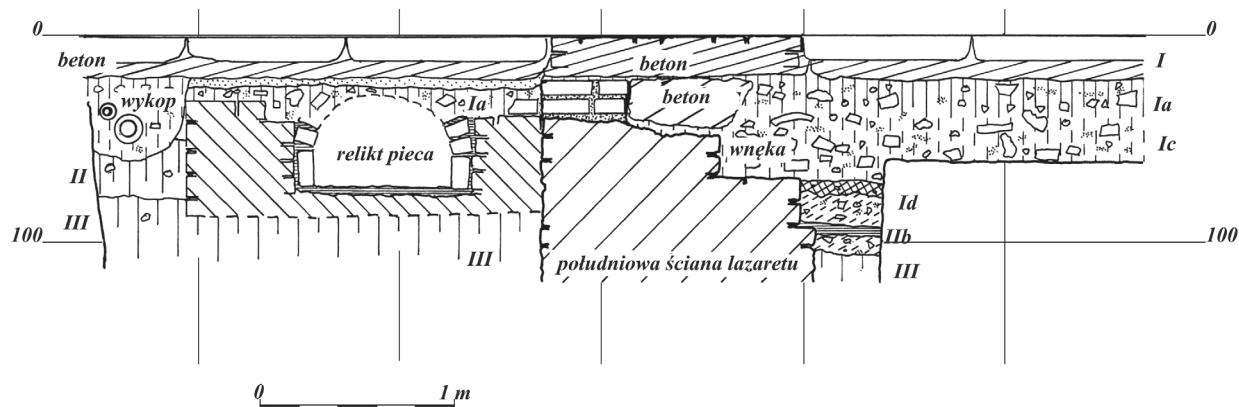 0 0
beton beton I
wykop Ia beton Ia
relikt pieca wnęka Ic
II
III Id
100 IIb 100
III południowa ściana lazaretu III
0 1 m